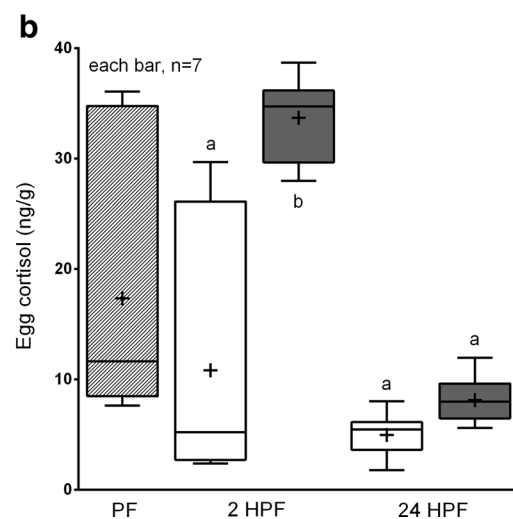 b
each bar, n=7
Egg cortisol (ng/g)
40
30
20
10
0
a
b
a
a
PF
2 HPF
24 HPF